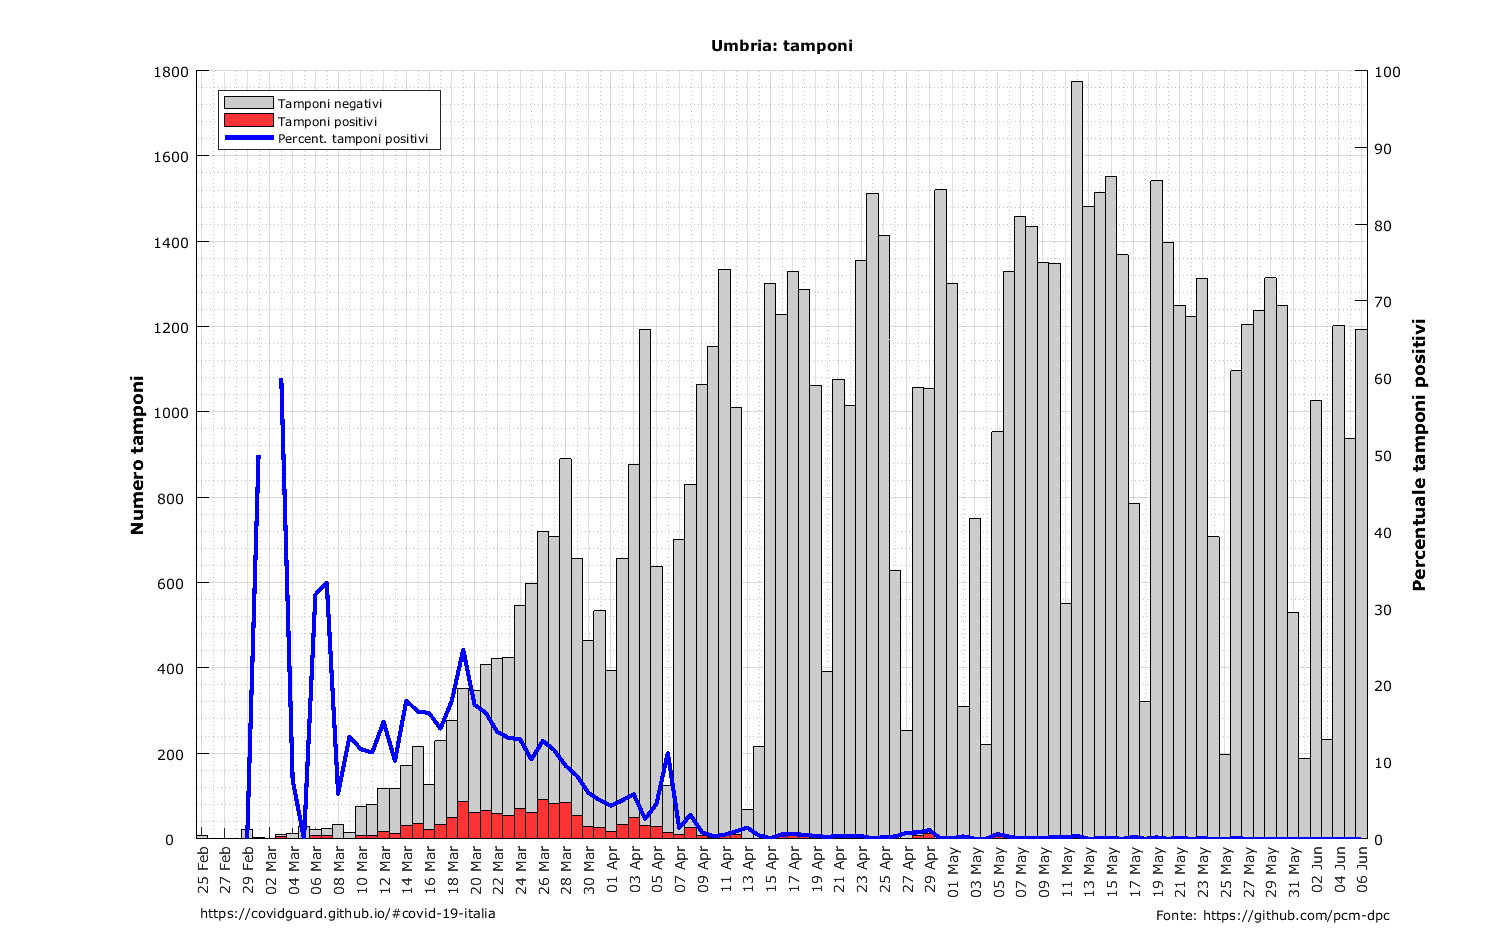 Umbria: tamponi
Tamponi negativi
Tamponi positivi
Percent. tamponi positivi
Numero tamponi
1800
1600
1400
1200
1000
800
600
400
200
0
100
90
80
70
60
50
40
30
20
10
0
Percentuale tamponi positivi
25 Feb
27 Feb
29 Feb
02 Mar
04 Mar
06 Mar
08 Mar
10 Mar
12 Mar
14 Mar
16 Mar
18 Mar
20 Mar
22 Mar
24 Mar
26 Mar
28 Mar
30 Mar
01 Apr
03 Apr
05 Apr
07 Apr
09 Apr
11 Apr
13 Apr
15 Apr
17 Apr
19 Apr
21 Apr
23 Apr
25 Apr
27 Apr
29 Apr
01 May
03 May
05 May
07 May
09 May
11 May
13 May
15 May
17 May
19 May
21 May
23 May
25 May
27 May
29 May
31 May
02 Jun
04 Jun
06 Jun
https://covidguard.github.io/#covid-19-italia
Fonte: https://github.com/pcm-dpc